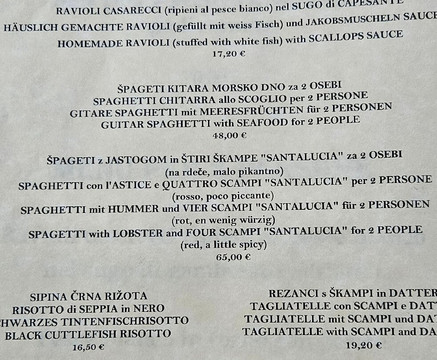 RAVIOLI CASARECCI (ripieni al pesce bianco) nel SUGO di CAPESANTE
HÄUSLICH GEMACHTE RAVIOLI (gefüllt mit weiss Fisch) und JAKOBSMUSCHELN SAUCE
HOMEMADE RAVIOLI (stuffed with white fish) with SCALLOPS SAUCE
17,20 €
ŠPAGETI KITARA MORSKO DNO za 2 OSEBI
SPAGHETTI CHITARRA allo SCOGLIO per 2 PERSONE
GITARE SPAGHETTI mit MEERESFRÜCHTEN für 2 PERSONEN
GUITAR SPAGHETTI with SEAFOOD for 2 PEOPLE
48,00 €
ŠPAGETI z JASTOGOM in ŠTIRI ŠKAMPE "SANTALUCIA" za 2 OSEBI
(na rdeče, malo pikantno)
SPAGHETTI con l'ASTICE e QUATTRO SCAMPI "SANTALUCIA" per 2 PERSONE
(rosso, poco piccante)
SPAGHETTI mit HUMMER und VIER SCAMPI "SANTALUCIA" für 2 PERSONEN
(rot, en wenig würzig)
SPAGETTI with LOBSTER and FOUR SCAMPI "SANTALUCIA" for 2 PEOPLE
(red, a little spicy)
65,00 €
SIPINA ČRNA RIŽOTA
RISOTTO di SEPPIA in NERO
CHWARZES TINTENFISCHRISOTTO
BLACK CUTTLEFISH RISOTTO
16,50 €
REZANCI s ŠKAMPI in DATTER
TAGLIATELLE con SCAMPI e DATT
TAGLIATELLE mit SCAMPI und DAT
TAGLIATELLE with SCAMPI and DA
19,20 €